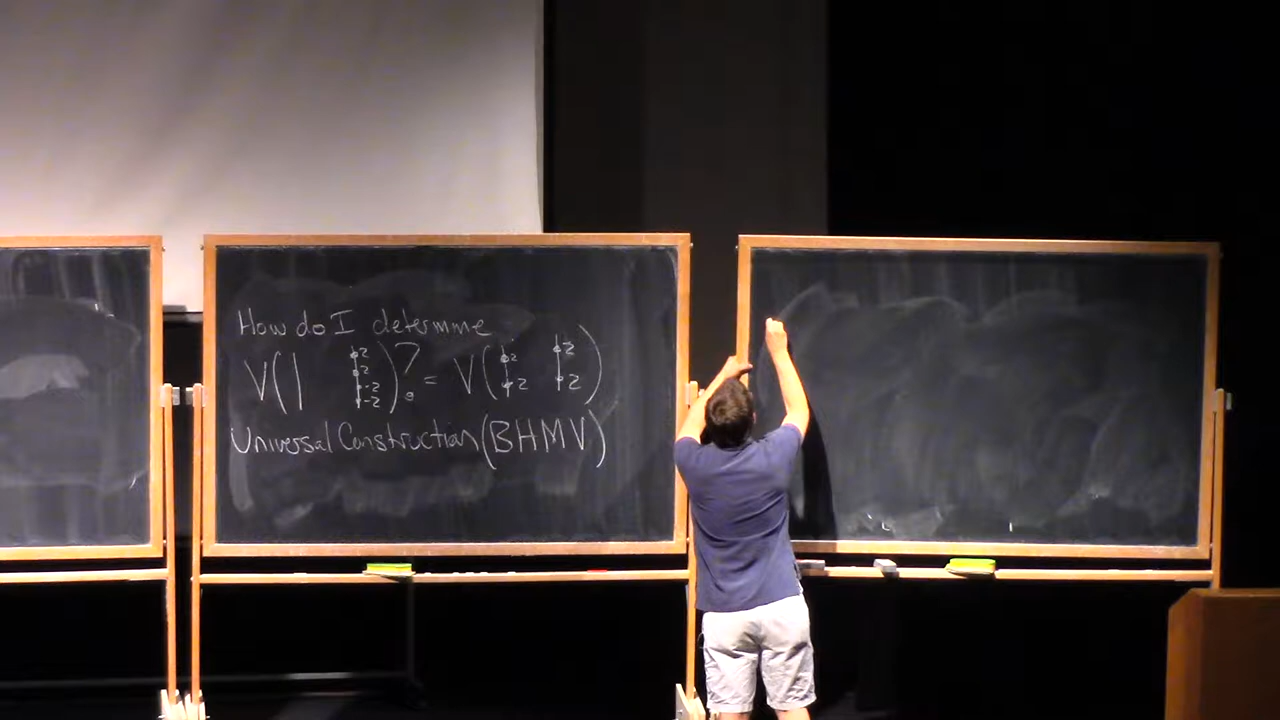 How do I determine
V( | 2 2 -2 -2 ) ? = V( 2 2 2 2 )
Universal Construction (BHMV)